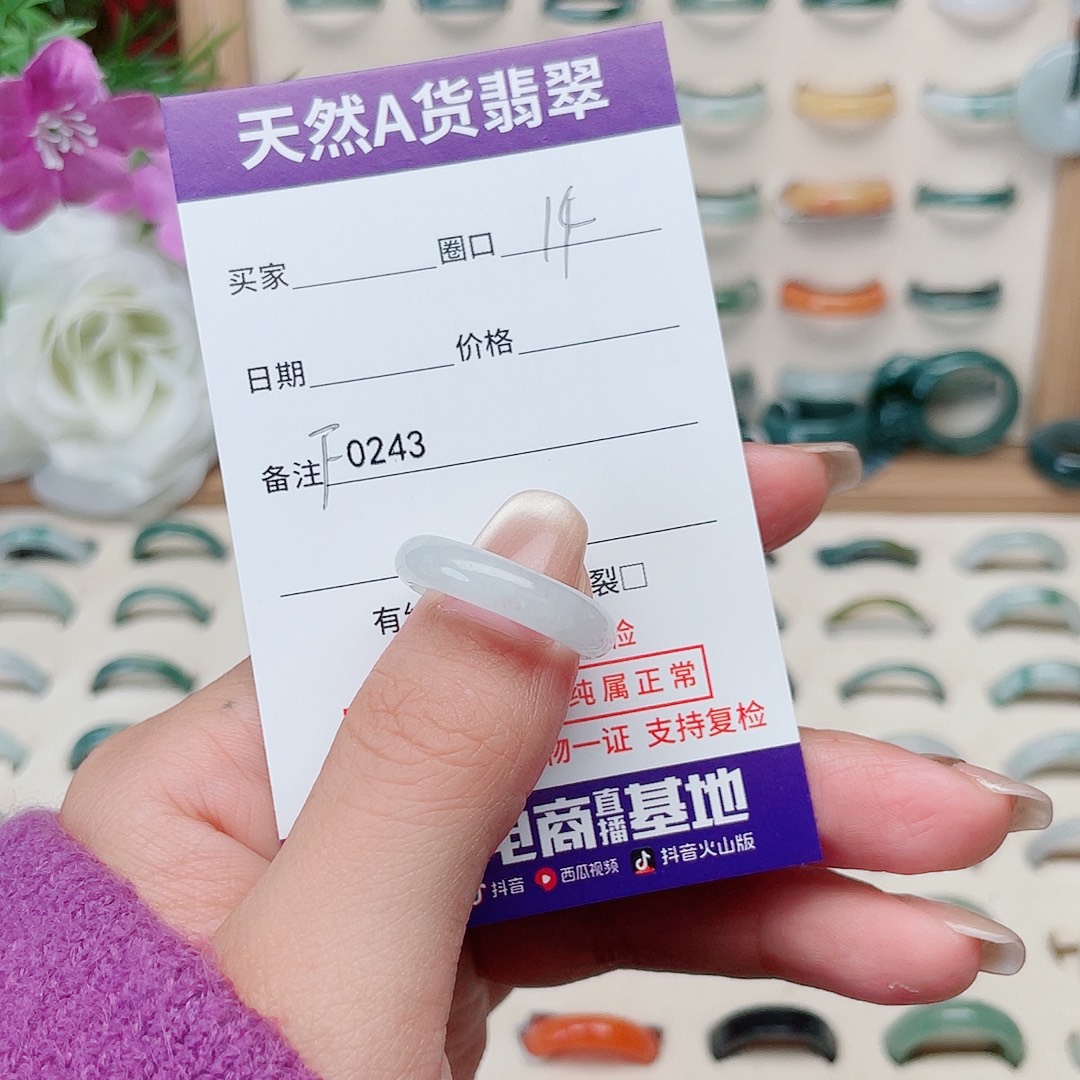 天然A货翡翠
买家 圈口 14
日期 价格
备注 F0243
有 裂□
检
纯属正常
物一证 支持复检
电商直播基地
抖音 西瓜视频 抖音火山版